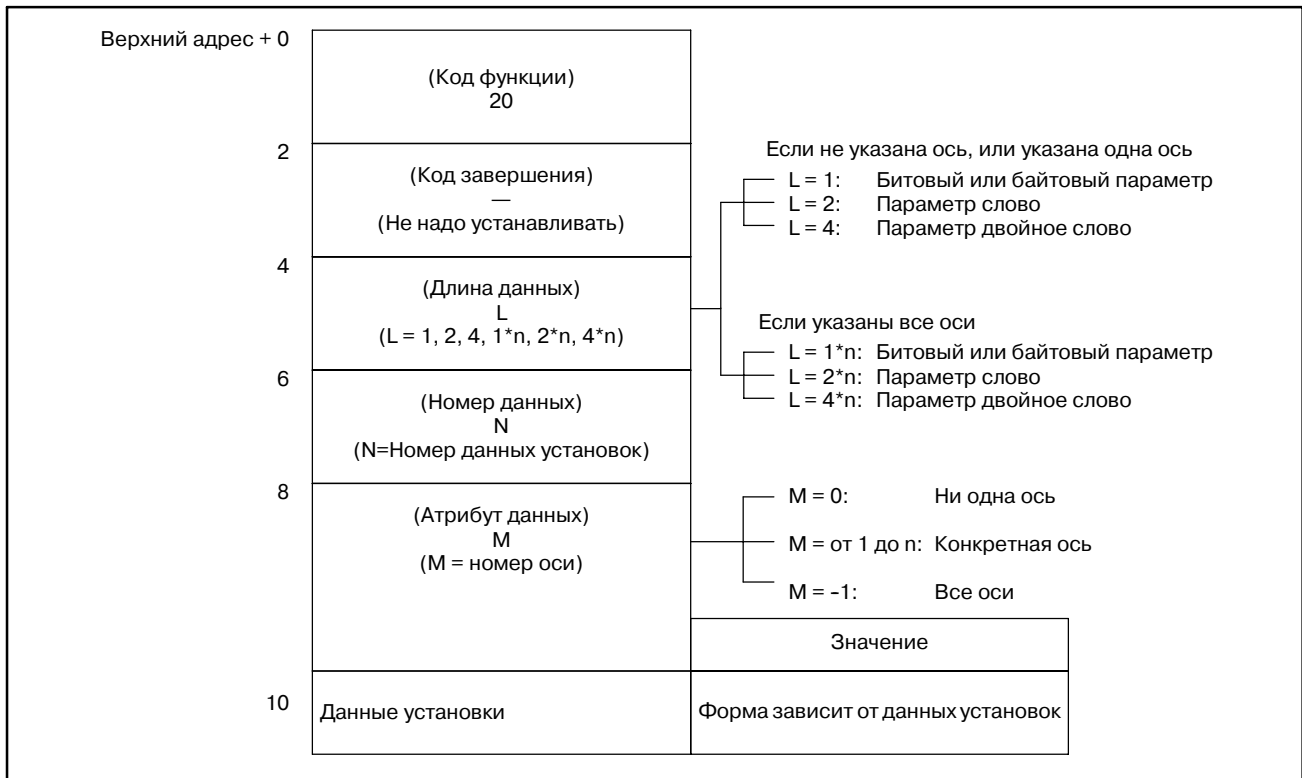 Верхний адрес + 0
(Код функции)
20
2
(Код завершения)
—
(Не надо устанавливать)
Если не указана ось, или указана одна ось
L = 1: Битовый или байтовый параметр
L = 2: Параметр слово
L = 4: Параметр двойное слово
4
(Длина данных)
L
(L = 1, 2, 4, 1*n, 2*n, 4*n)
Если указаны все оси
L = 1*n: Битовый или байтовый параметр
L = 2*n: Параметр слово
L = 4*n: Параметр двойное слово
6
(Номер данных)
N
(N=Номер данных установок)
8
(Атрибут данных)
M
(M = номер оси)
M = 0: Ни одна ось
M = от 1 до n: Конкретная ось
M = -1: Все оси
Значение
10
Данные установки
Форма зависит от данных установок